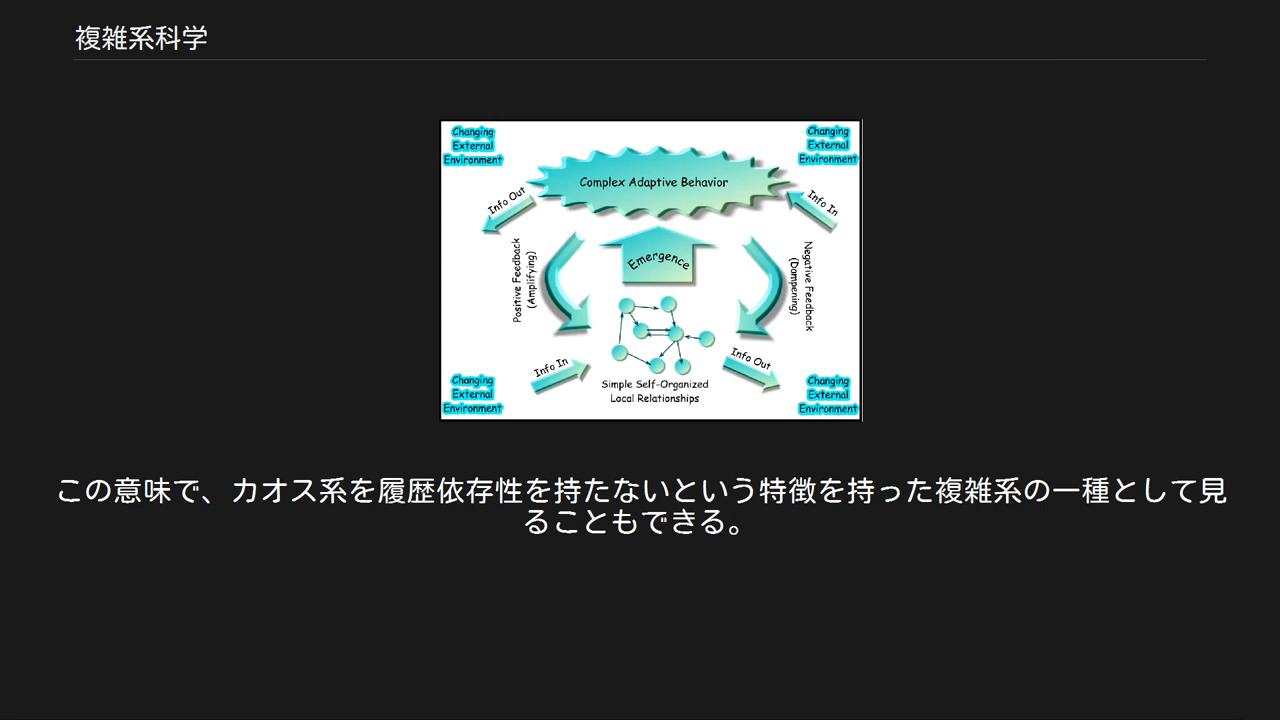 複雑系科学
Changing
External
Environment
Changing
External
Environment
Complex Adaptive Behavior
Info Out
Info In
Positive Feedback
(Amplifying)
Emergence
Negative Feedback
(Dampening)
Info In
Info Out
Simple Self-Organized
Local Relationships
Changing
External
Environment
Changing
External
Environment
この意味で、カオス系を履歴依存性を持たないという特徴を持った複雑系の一種として見
ることもできる。